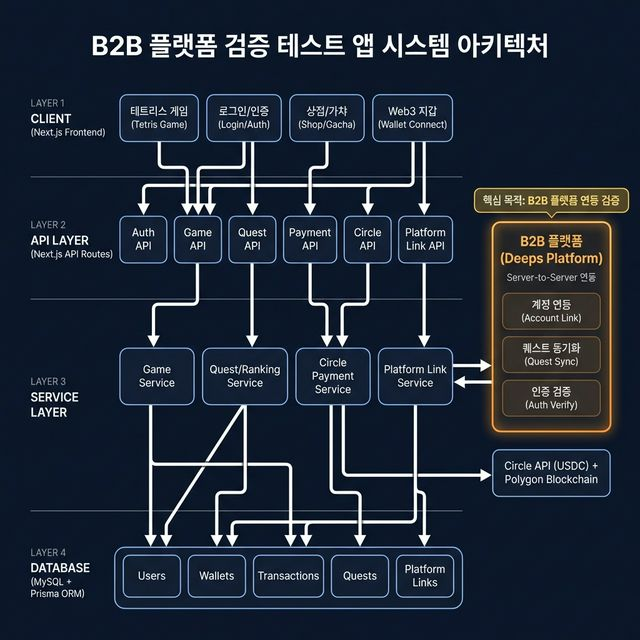 B2B 플랫폼 검증 테스트 앱 시스템 아키텍처
LAYER 1
CLIENT
(Next.js Frontend)
테트리스 게임
(Tetris Game)
로그인/인증
(Login/Auth)
상점/가챠
(Shop/Gacha)
Web3 지갑
(Wallet Connect)
LAYER 2
API LAYER
(Next.js API Routes)
Auth
API
Game
API
Quest
API
Payment
API
Circle
API
Platform
Link API
핵심 목적: B2B 플랫폼 연동 검증
B2B 플랫폼
(Deeps Platform)
Server-to-Server 연동
계정 연동
(Account Link)
퀘스트 동기화
(Quest Sync)
인증 검증
(Auth Verify)
LAYER 3
SERVICE
LAYER
Game
Service
Quest/Ranking
Service
Circle
Payment
Service
Platform Link
Service
Circle API (USDC) +
Polygon Blockchain
LAYER 4
DATABASE
(MySQL +
Prisma ORM)
Users
Wallets
Transactions
Quests
Platform
Links